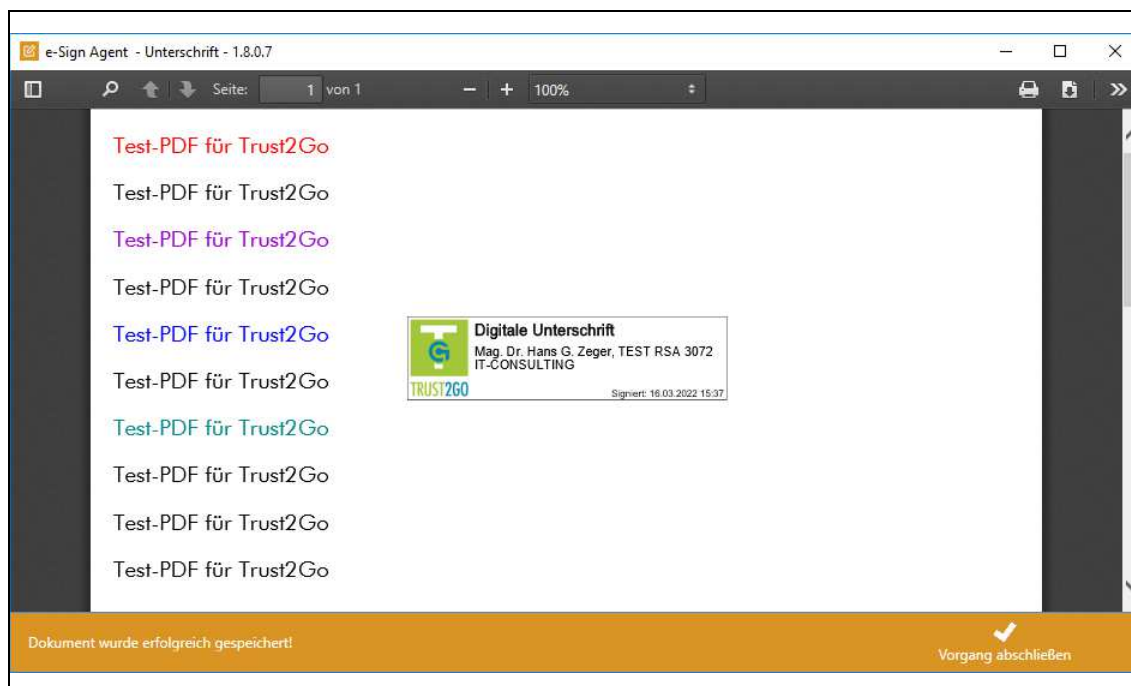 e-Sign Agent - Unterschrift - 1.8.0.7
Seite: 1 von 1 100%
Test-PDF für Trust2Go
Test-PDF für Trust2Go
Test-PDF für Trust2Go
Test-PDF für Trust2Go
Test-PDF für Trust2Go
Test-PDF für Trust2Go
Test-PDF für Trust2Go
Test-PDF für Trust2Go
Test-PDF für Trust2Go
Test-PDF für Trust2Go
Digitale Unterschrift
Mag. Dr. Hans G. Zeger, TEST RSA 3072
IT-CONSULTING
TRUST2GO
Signiert: 16.03.2022 15:37
Dokument wurde erfolgreich gespeichert!
Vorgang abschließen